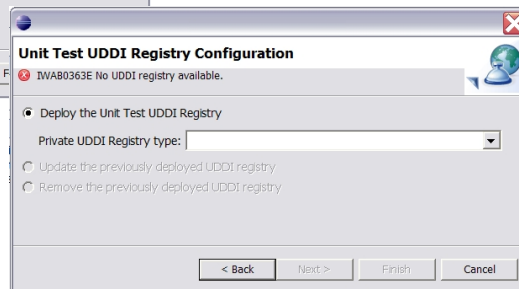 Unit Test UDDI Registry Configuration
IWAB0363E No UDDI registry available.
Deploy the Unit Test UDDI Registry
Private UDDI Registry type:
Update the previously deployed UDDI registry
Remove the previously deployed UDDI registry
< Back Next > Finish Cancel